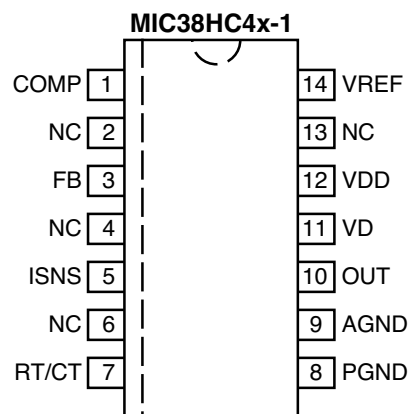 MIC38HC4x-1
COMP 1 14 VREF
NC 2 13 NC
FB 3 12 VDD
NC 4 11 VD
ISNS 5 10 OUT
NC 6 9 AGND
RT/CT 7 8 PGND